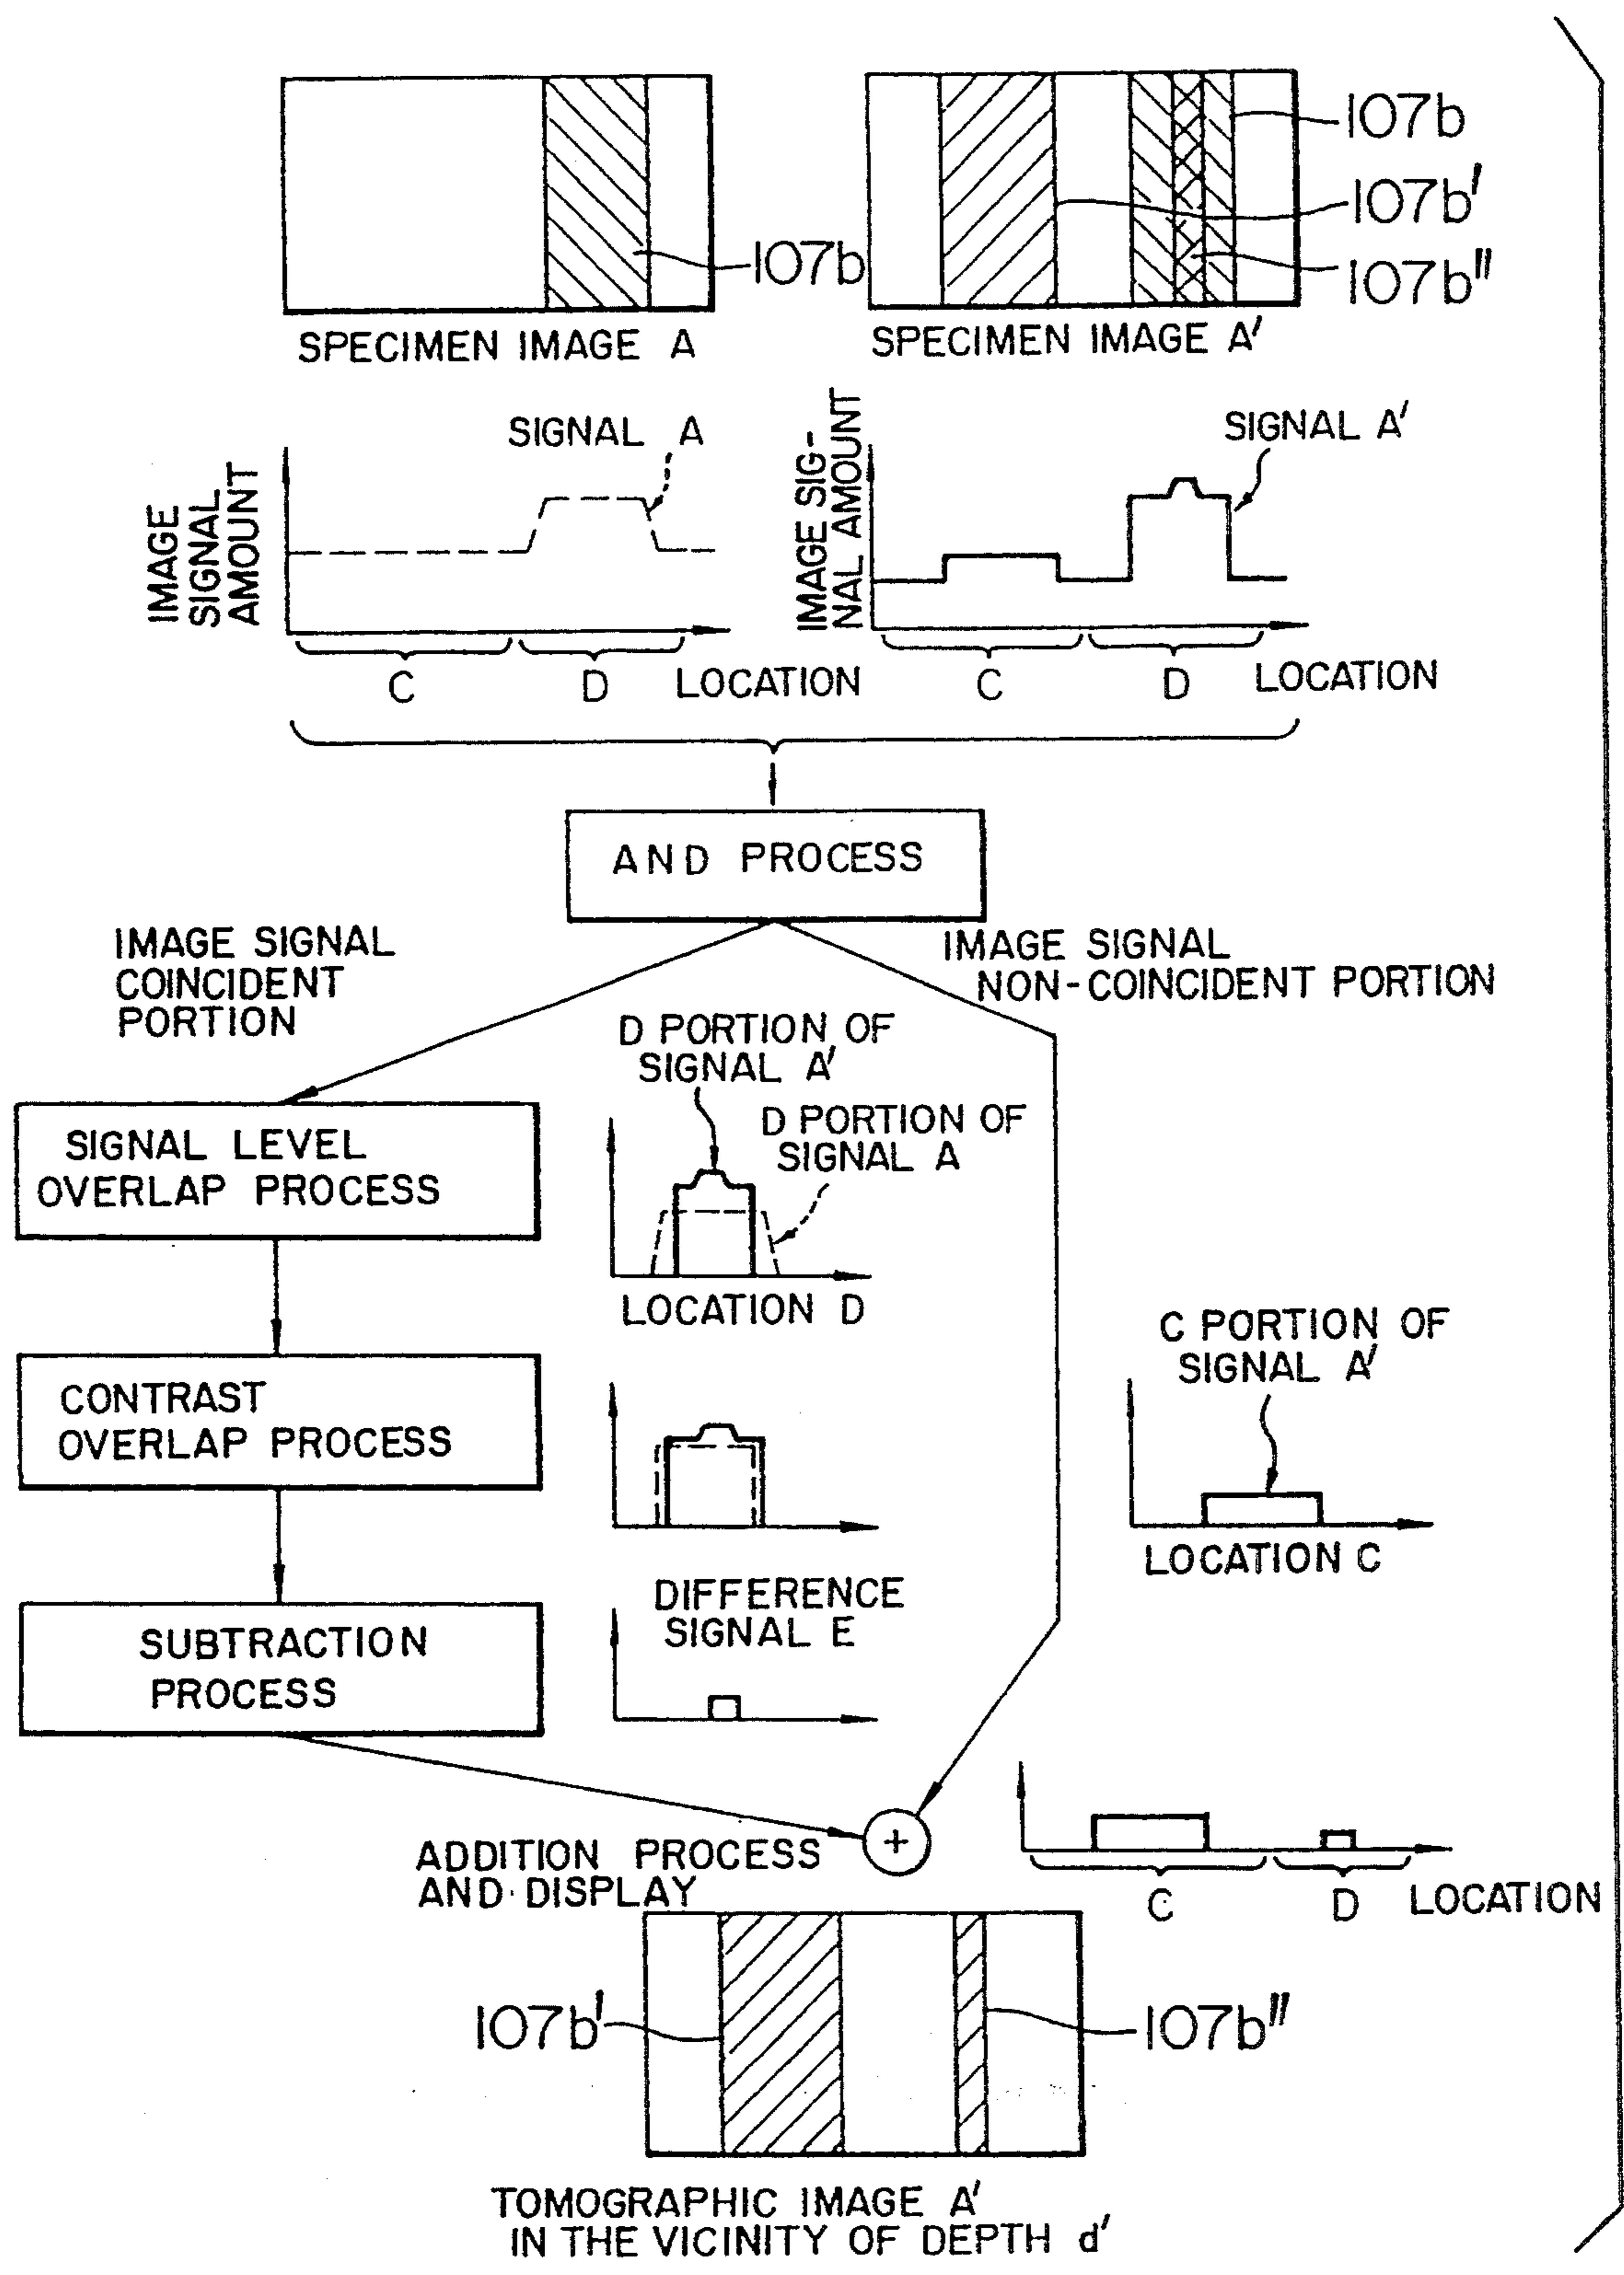 107b
107b
107b'
107b"
SPECIMEN IMAGE A
SPECIMEN IMAGE A'
IMAGE
SIGNAL
AMOUNT
SIGNAL A
C
D
LOCATION
IMAGE SIG-
NAL AMOUNT
SIGNAL A'
C
D
LOCATION
AND PROCESS
IMAGE SIGNAL
COINCIDENT
PORTION
IMAGE SIGNAL
NON-COINCIDENT PORTION
SIGNAL LEVEL
OVERLAP PROCESS
D PORTION OF
SIGNAL A'
D PORTION OF
SIGNAL A
LOCATION D
CONTRAST
OVERLAP PROCESS
C PORTION OF
SIGNAL A'
LOCATION C
SUBTRACTION
PROCESS
DIFFERENCE
SIGNAL E
+
ADDITION PROCESS
AND DISPLAY
C
D
LOCATION
107b'
107b"
TOMOGRAPHIC IMAGE A'
IN THE VICINITY OF DEPTH d'